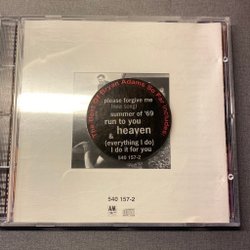 The Best Of Bryan Adams So Far Includes:
please forgive me
(new song)
summer of '69
run to you
heaven
&
(everything I do)
I do it for you
540 157-2
540 157-2
A&M